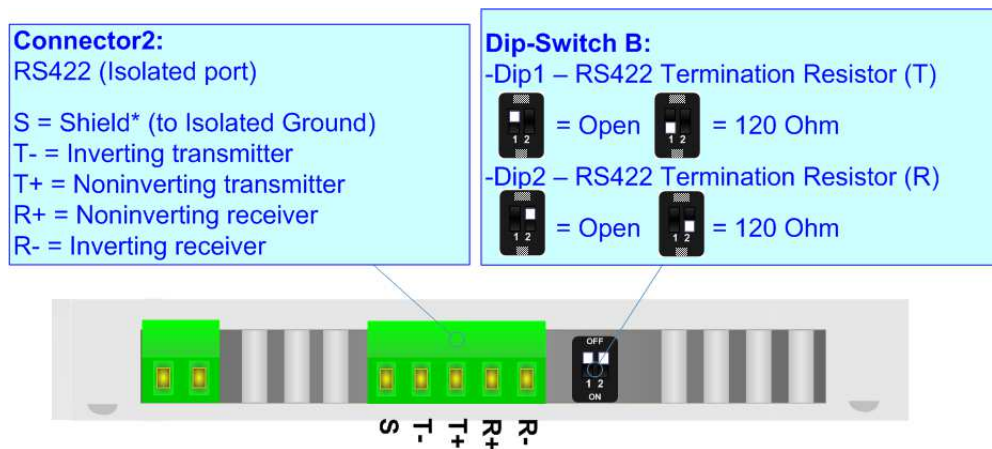 Connector2:
RS422 (Isolated port)
S = Shield* (to Isolated Ground)
T- = Inverting transmitter
T+ = Noninverting transmitter
R+ = Noninverting receiver
R- = Inverting receiver
Dip-Switch B:
-Dip1 – RS422 Termination Resistor (T)
1 2 = Open 1 2 = 120 Ohm
-Dip2 – RS422 Termination Resistor (R)
1 2 = Open 1 2 = 120 Ohm
OFF
1 2
ON
S T- T+ R+ R-